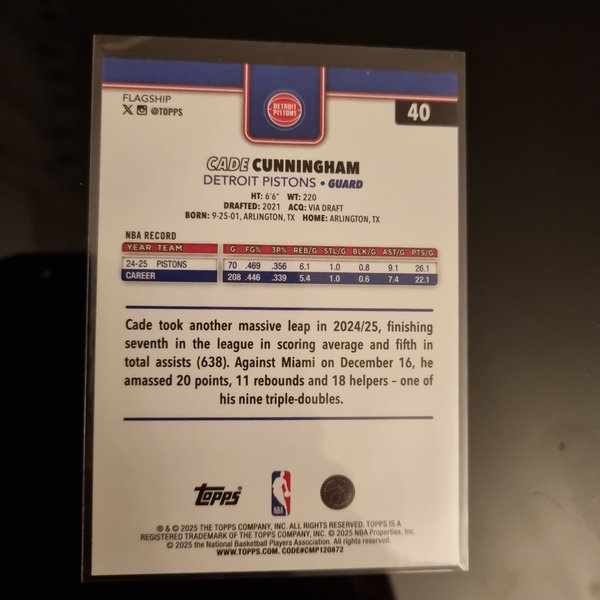 FLAGSHIP
X @TOPPS
DETROIT
PISTONS
40
CADE CUNNINGHAM
DETROIT PISTONS • GUARD
HT: 6'6" WT: 220
DRAFTED: 2021 ACQ: VIA DRAFT
BORN: 9-25-01, ARLINGTON, TX HOME: ARLINGTON, TX
NBA RECORD
YEAR TEAM G FG% 3P% REB/G STL/G BLK/G AST/G PTS/G
24-25 PISTONS 70 .469 .356 6.1 1.0 0.8 9.1 26.1
CAREER 208 .446 .339 5.4 1.0 0.6 7.4 22.1
Cade took another massive leap in 2024/25, finishing
seventh in the league in scoring average and fifth in
total assists (638). Against Miami on December 16, he
amassed 20 points, 11 rebounds and 18 helpers – one of
his nine triple-doubles.
Topps
NBA
® & © 2025 THE TOPPS COMPANY, INC. ALL RIGHTS RESERVED. TOPPS IS A
REGISTERED TRADEMARK OF THE TOPPS COMPANY, INC. © 2025 NBA Properties, Inc.
© 2025 the National Basketball Players Association. All rights reserved.
WWW.TOPPS.COM. CODE#CMP120872